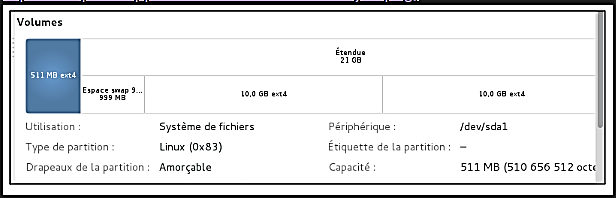 Volumes
Étendue
21 GB
511 MB ext4
Espace swap 9...
999 MB
10,0 GB ext4
10,0 GB ext4
Utilisation : Système de fichiers Périphérique : /dev/sda1
Type de partition : Linux (0x83) Étiquette de la partition : —
Drapeaux de la partition : Amorçable Capacité : 511 MB (510 656 512 octe